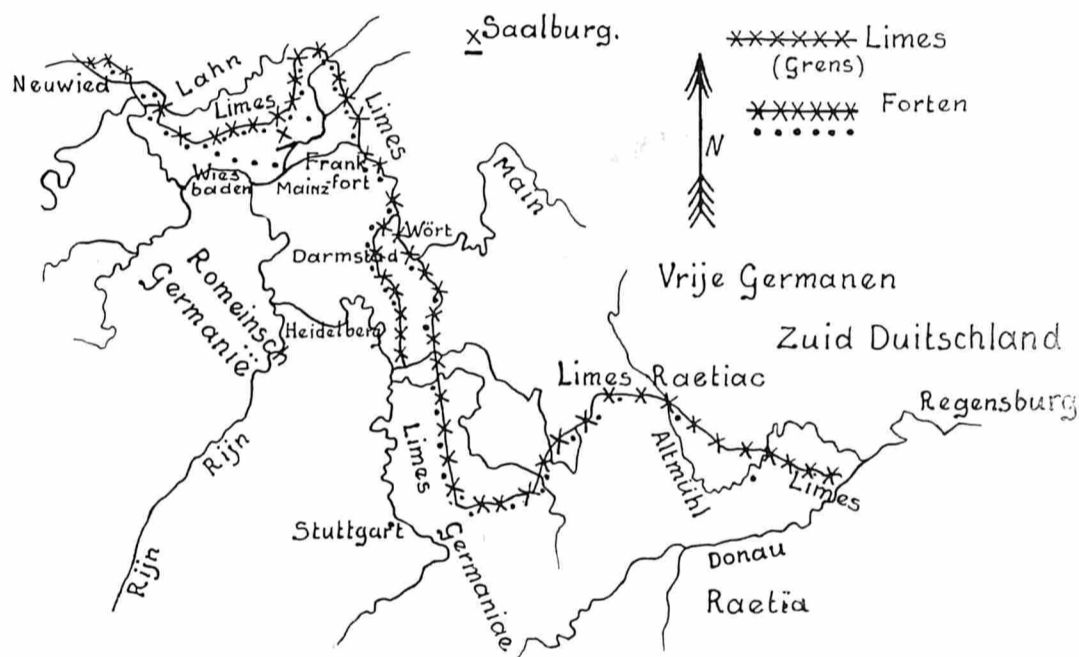 x Saalburg.
Limes
(Grens)
Forten
N
Neuwied
Lahn
Limes
Limes
Wies
baden
Mainz
Frank
fort
Main
Wört
Darmstad
Romeinsch
Germanië
Heidelberg
Vrije Germanen
Zuid Duitschland
Limes Raetiac
Regensburg
Altmühl
Limes
Limes
Rijn
Rijn
Stuttgart
Germaniae
Donau
Raetia